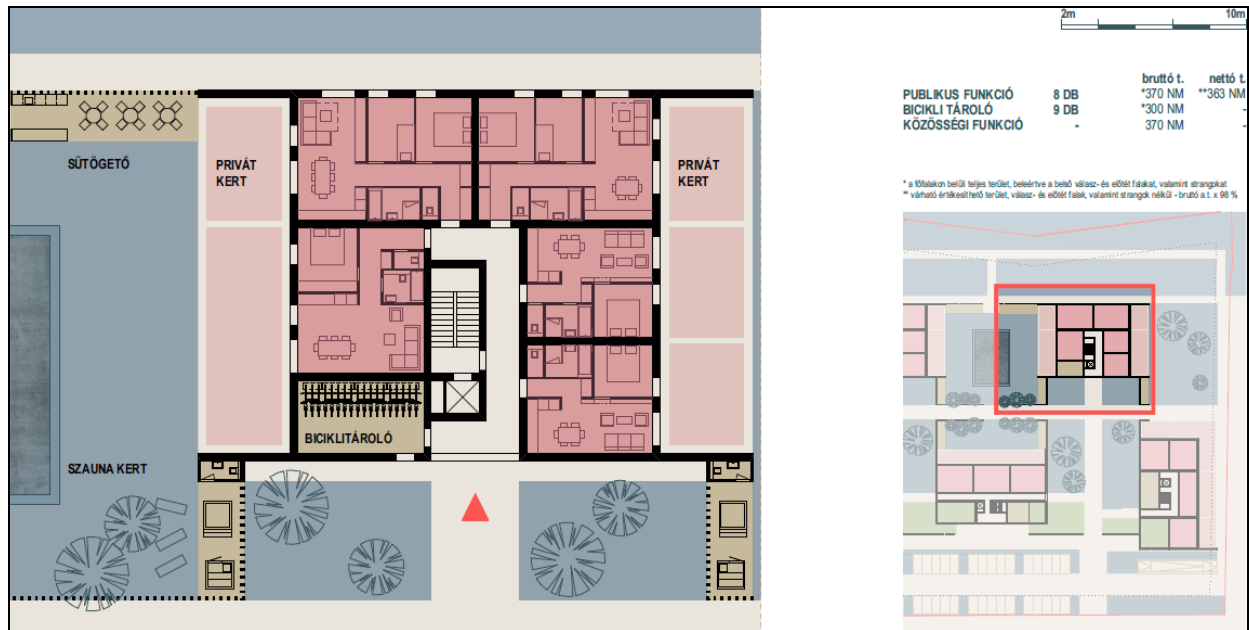 2m 10m
bruttó t. nettó t.
PUBLIKUS FUNKCIÓ 8 DB *370 NM **363 NM
BICIKLI TÁROLÓ 9 DB *300 NM -
KÖZÖSSÉGI FUNKCIÓ - 370 NM -
* a főfalakon belüli teljes terület, beleértve a belső válasz- és előtét falakat, valamint strangokat
** várható értékesíthető terület, válasz- és előtét falak, valamint strangok nélkül - bruttó a.t. x 98 %
SÜTÖGETŐ
PRIVÁT
KERT
PRIVÁT
KERT
BICIKLITÁROLÓ
SZAUNA KERT